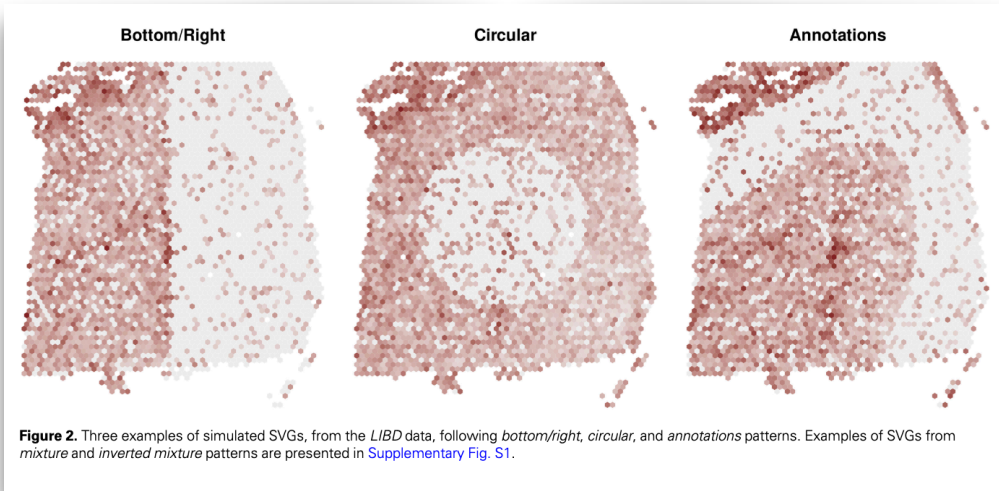 Bottom/Right
Circular
Annotations
Figure 2. Three examples of simulated SVGs, from the LIBD data, following bottom/right, circular, and annotations patterns. Examples of SVGs from
mixture and inverted mixture patterns are presented in Supplementary Fig. S1.